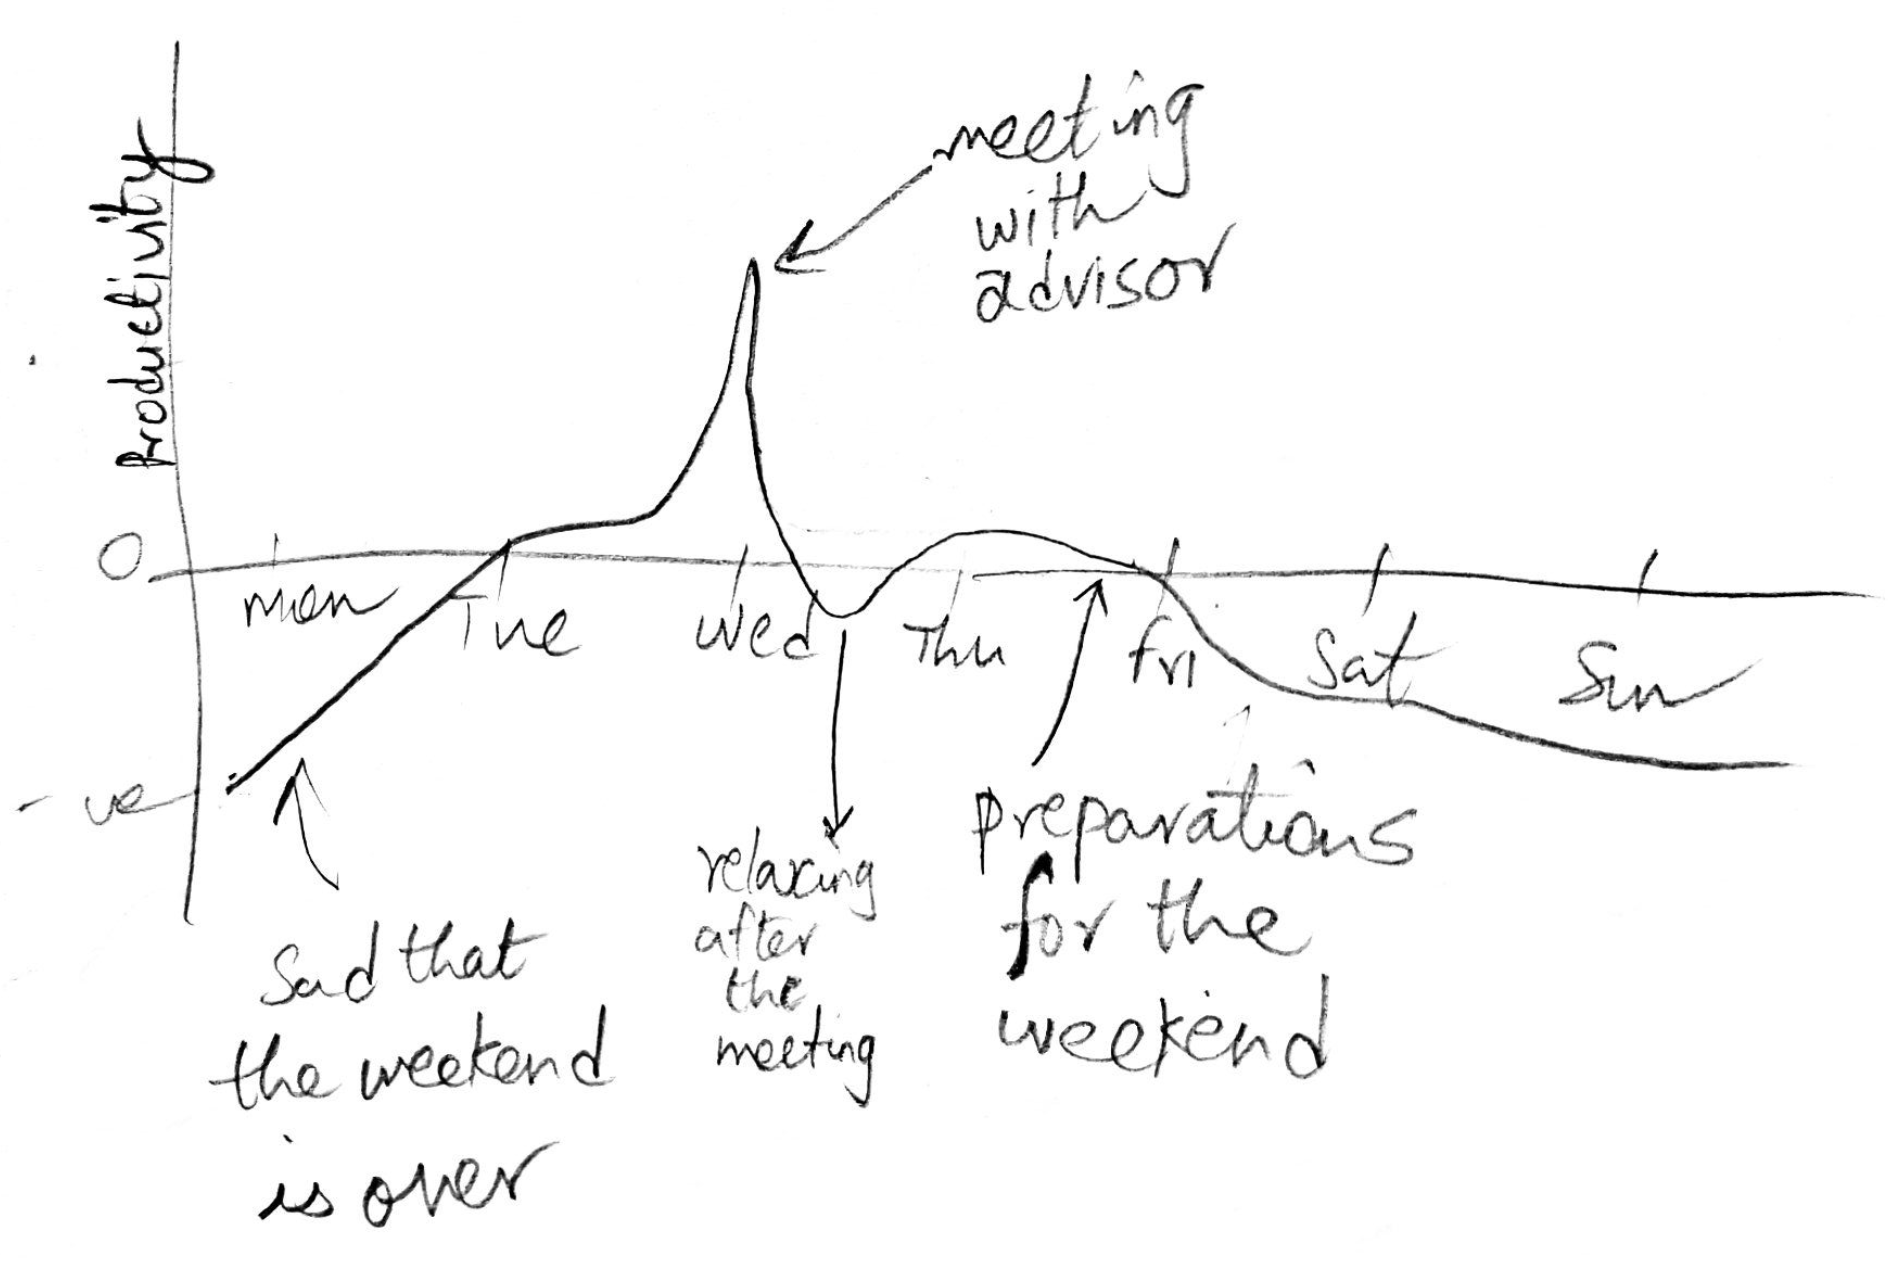 Productivity
meeting
with
advisor
0
Mon
Tue
Wed
Thu
Fri
Sat
Sun
- ve
relaxing
after
the
meeting
preparations
for the
weekend
Sad that
the weekend
is over